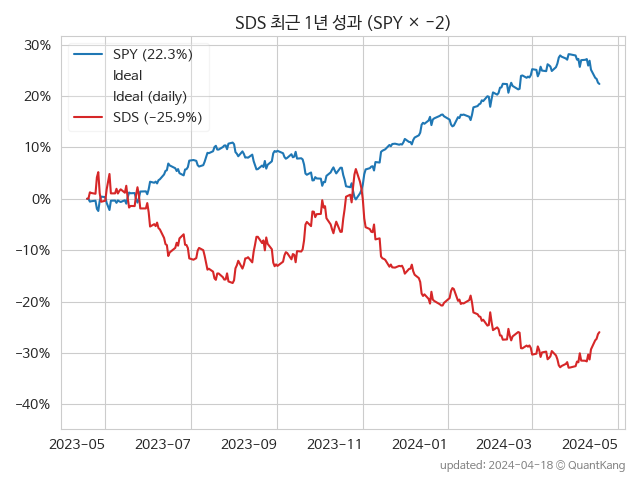 SDS 최근 1년 성과 (SPY × −2)
30%
20%
10%
0%
−10%
−20%
−30%
−40%
SPY (22.3%)
Ideal
Ideal (daily)
SDS (−25.9%)
2023-05 2023-07 2023-09 2023-11 2024-01 2024-03 2024-05
updated: 2024-04-18 © QuantKang